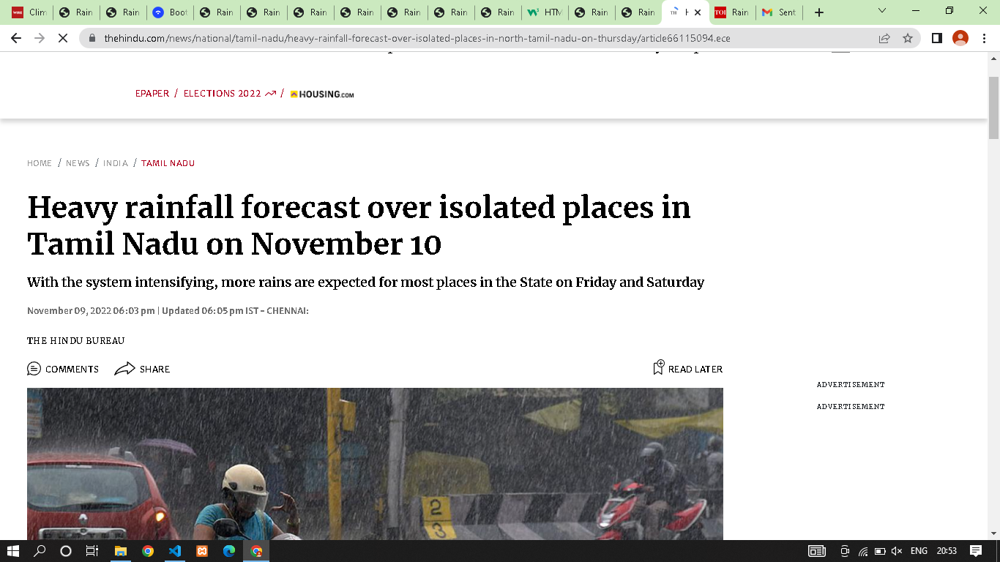 Clim
Rain
Rain
Boot
Rain
Rain
Rain
Rain
Rain
Rain
Rain
HTM
Rain
Rain
Rain
Sent
thehindu.com/news/national/tamil-nadu/heavy-rainfall-forecast-over-isolated-places-in-north-tamil-nadu-on-thursday/article66115094.ece
EPAPER / ELECTIONS 2022 / HOUSING.COM
HOME / NEWS / INDIA / TAMIL NADU
Heavy rainfall forecast over isolated places in
Tamil Nadu on November 10
With the system intensifying, more rains are expected for most places in the State on Friday and Saturday
November 09, 2022 06:03 pm | Updated 06:05 pm IST - CHENNAI:
THE HINDU BUREAU
COMMENTS SHARE READ LATER
ADVERTISEMENT
ADVERTISEMENT
2
3
ENG 20:53